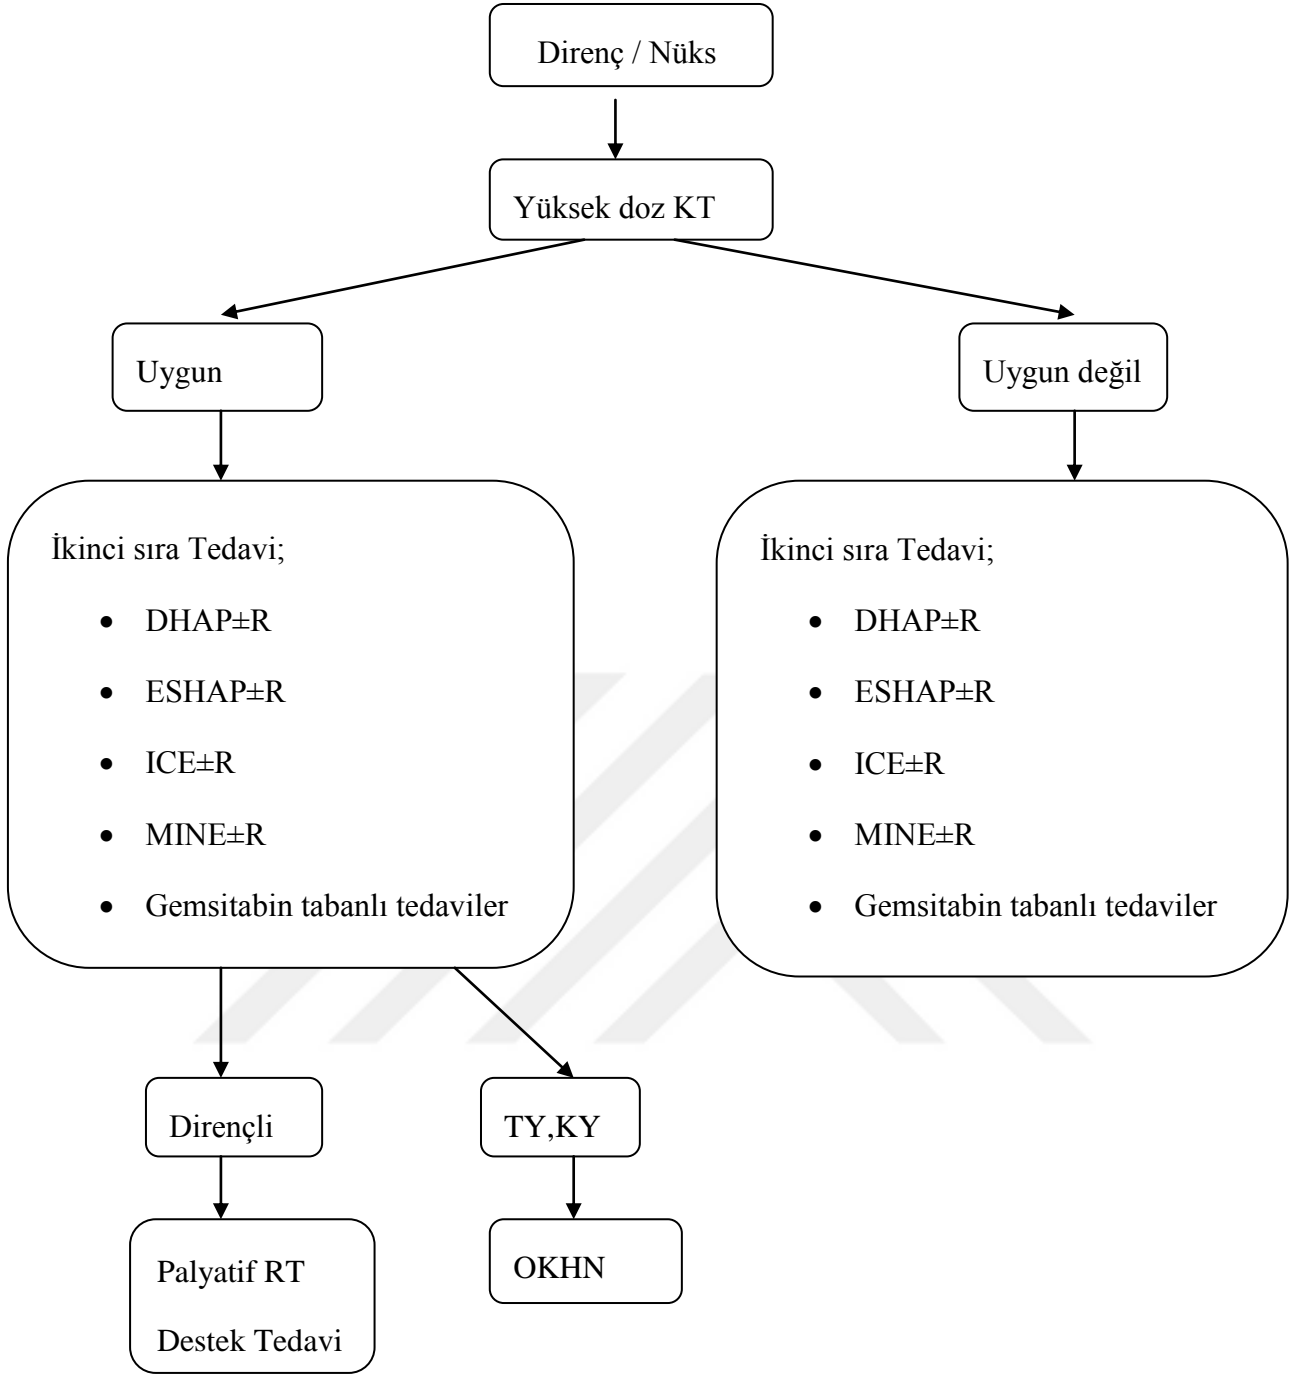 Direnç / Nüks
Yüksek doz KT
Uygun
Uygun değil
İkinci sıra Tedavi;
• DHAP±R
• ESHAP±R
• ICE±R
• MINE±R
• Gemsitabin tabanlı tedaviler
İkinci sıra Tedavi;
• DHAP±R
• ESHAP±R
• ICE±R
• MINE±R
• Gemsitabin tabanlı tedaviler
Dirençli
TY,KY
Palyatif RT
Destek Tedavi
OKHN